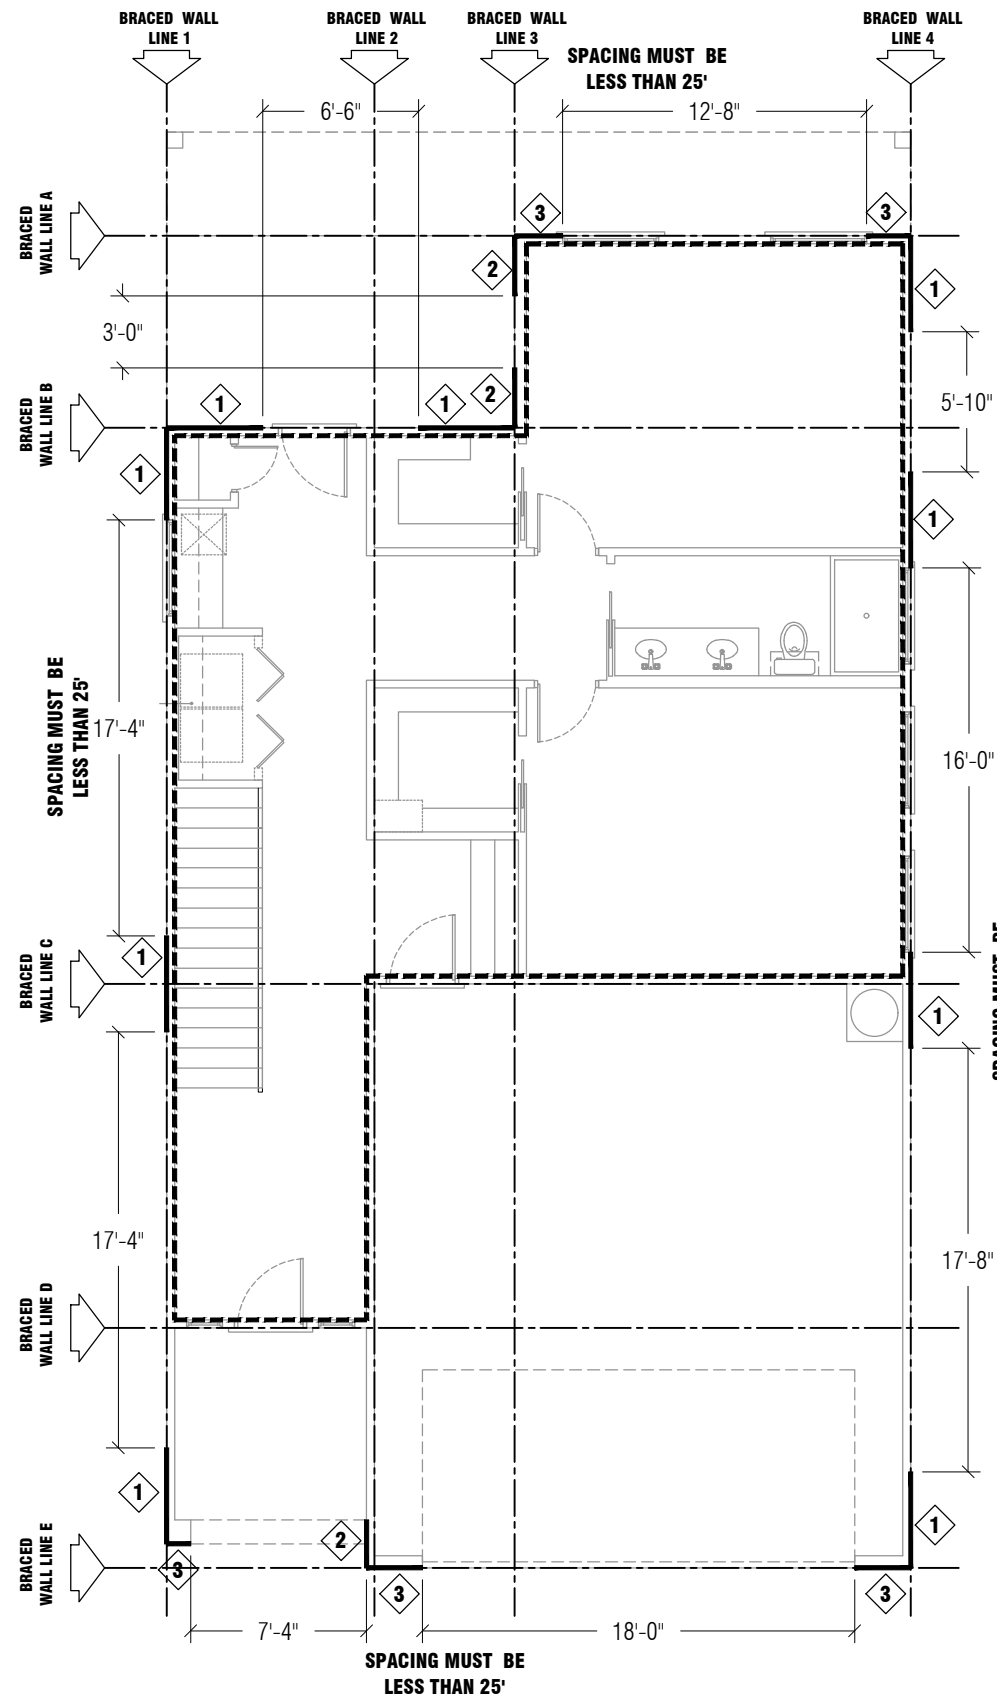 BRACED WALL
LINE 1
BRACED WALL
LINE 2
BRACED WALL
LINE 3
BRACED WALL
LINE 4
SPACING MUST BE
LESS THAN 25'
6'-6"
12'-8"
BRACED
WALL LINE A
3
3
2
1
3'-0"
BRACED
WALL LINE B
1
1
2
5'-10"
1
1
SPACING MUST BE
LESS THAN 25'
17'-4"
16'-0"
BRACED
WALL LINE C
1
1
SPACING MUST BE
17'-4"
17'-8"
BRACED
WALL LINE D
1
2
1
BRACED
WALL LINE E
3
3
3
7'-4"
18'-0"
SPACING MUST BE
LESS THAN 25'